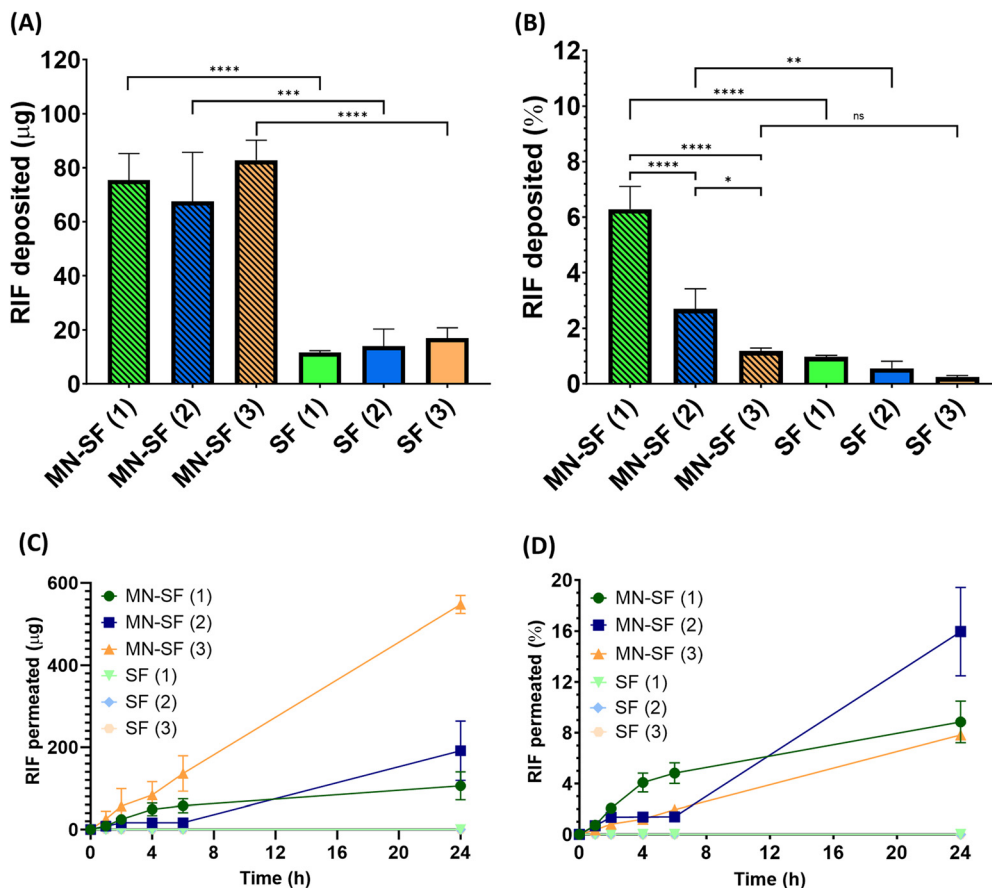 (A)
RIF deposited (μg)
120
100
80
60
40
20
0
****
***
****
MN-SF (1)
MN-SF (2)
MN-SF (3)
SF (1)
SF (2)
SF (3)
(B)
RIF deposited (%)
12
10
8
6
4
2
0
**
****
ns
****
****
*
MN-SF (1)
MN-SF (2)
MN-SF (3)
SF (1)
SF (2)
SF (3)
(C)
RIF permeated (μg)
600
400
200
0
MN-SF (1)
MN-SF (2)
MN-SF (3)
SF (1)
SF (2)
SF (3)
0 4 8 12 16 20 24
Time (h)
(D)
RIF permeated (%)
20
16
12
8
4
0
MN-SF (1)
MN-SF (2)
MN-SF (3)
SF (1)
SF (2)
SF (3)
0 4 8 12 16 20 24
Time (h)